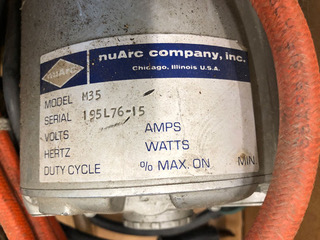 nuArc company, inc.
nuARC
Chicago, Illinois U.S.A.
MODEL M35
SERIAL 195L76-15
VOLTS AMPS
HERTZ WATTS
DUTY CYCLE % MAX. ON MIN.